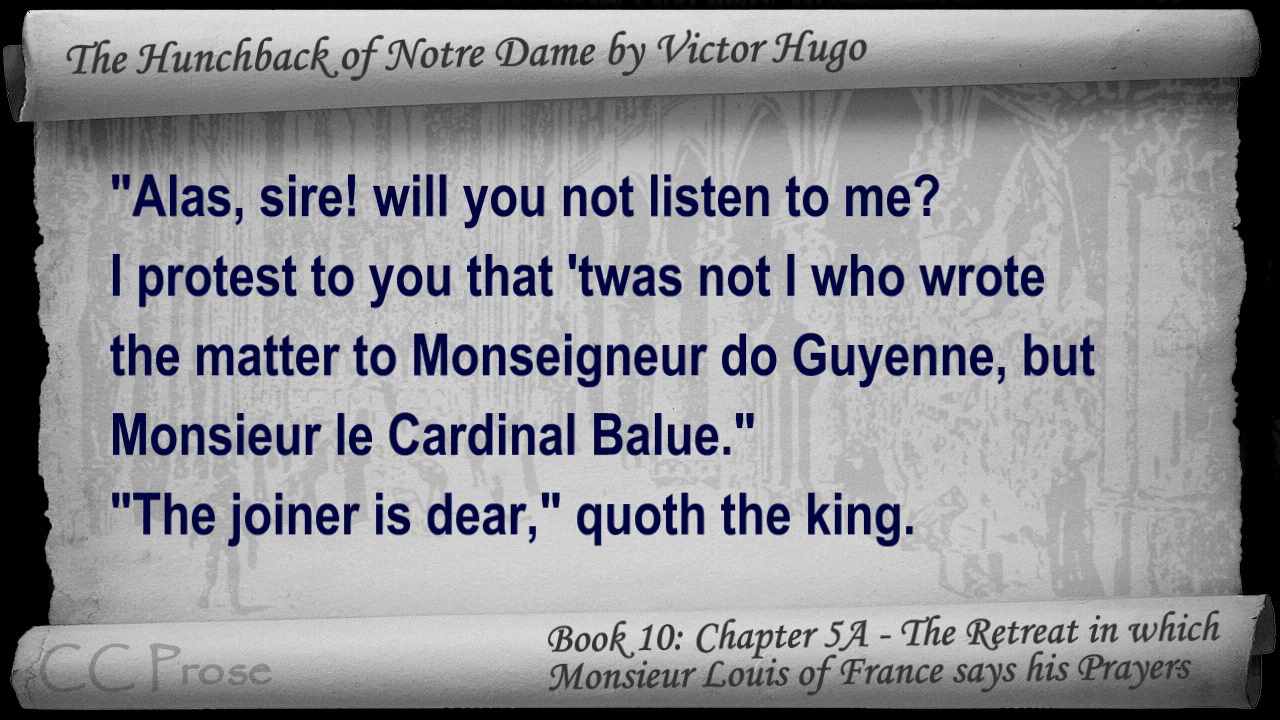 The Hunchback of Notre Dame by Victor Hugo
"Alas, sire! will you not listen to me?
I protest to you that 'twas not I who wrote
the matter to Monseigneur do Guyenne, but
Monsieur le Cardinal Balue."
"The joiner is dear," quoth the king.
Book 10: Chapter 5A - The Retreat in which
Monsieur Louis of France says his Prayers
CC Prose